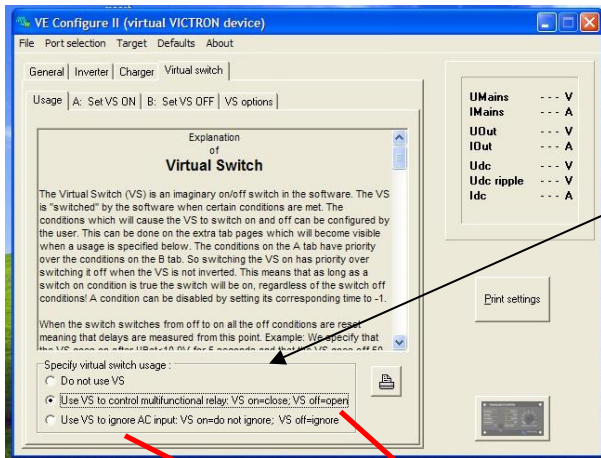 VE Configure II (virtual VICTRON device)
File Port selection Target Defaults About
General Inverter Charger Virtual switch
Usage A: Set VS ON B: Set VS OFF VS options
Explanation
of
Virtual Switch
The Virtual Switch (VS) is an imaginary on/off switch in the software. The VS
is "switched" by the software when certain conditions are met. The
conditions which will cause the VS to switch on and off can be configured by
the user. This can be done on the extra tab pages which will become visible
when a usage is specified below. The conditions on the A tab have priority
over the conditions on the B tab. So switching the VS on has priority over
switching it off when the VS is not inverted. This means that as long as a
switch on condition is true the switch will be on, regardless of the switch off
conditions! A condition can be disabled by setting its corresponding time to -1.
When the switch switches from off to on all the off conditions are reset
meaning that delays are measured from this point. Example: We specify that
Specify virtual switch usage :
Do not use VS
Use VS to control multifunctional relay: VS on=close; VS off=open
Use VS to ignore AC input: VS on=do not ignore; VS off=ignore
UMains --- V
IMains --- A
UOut --- V
IOut --- A
Udc --- V
Udc ripple --- V
Idc --- A
Print settings